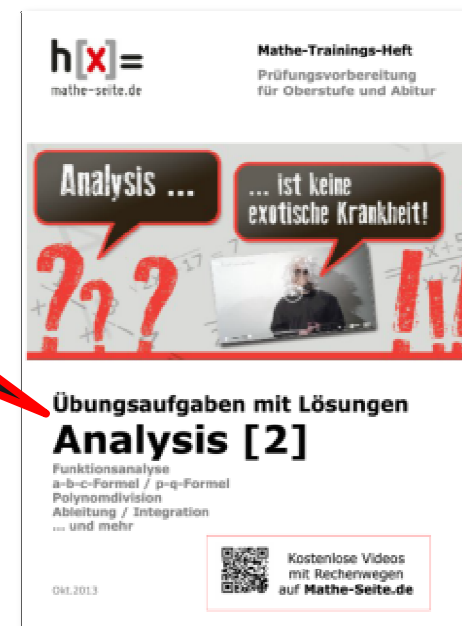 h[x]=
mathe-seite.de
Mathe-Trainings-Heft
Prüfungsvorbereitung
für Oberstufe und Abitur
Analysis ...
... ist keine
exotische Krankheit!
???
!!!
Übungsaufgaben mit Lösungen
Analysis [2]
Funktionsanalyse
a-b-c-Formel / p-q-Formel
Polynomdivision
Ableitung / Integration
... und mehr
Kostenlose Videos
mit Rechenwegen
auf Mathe-Seite.de
Okt.2013